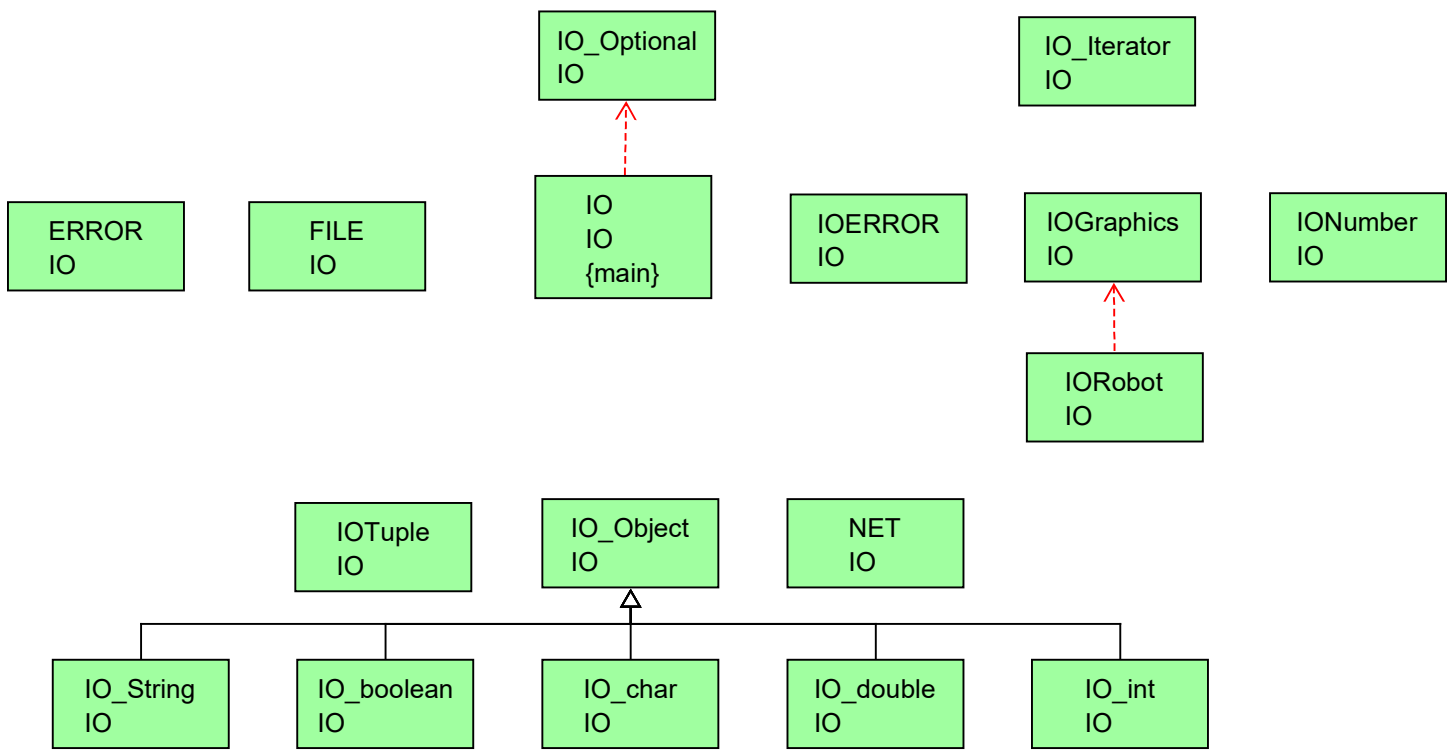 IO_Optional
IO
IO_Iterator
IO
ERROR
IO
FILE
IO
IO
IO
{main}
IOERROR
IO
IOGraphics
IO
IONumber
IO
IORobot
IO
IOTuple
IO
IO_Object
IO
NET
IO
IO_String
IO
IO_boolean
IO
IO_char
IO
IO_double
IO
IO_int
IO